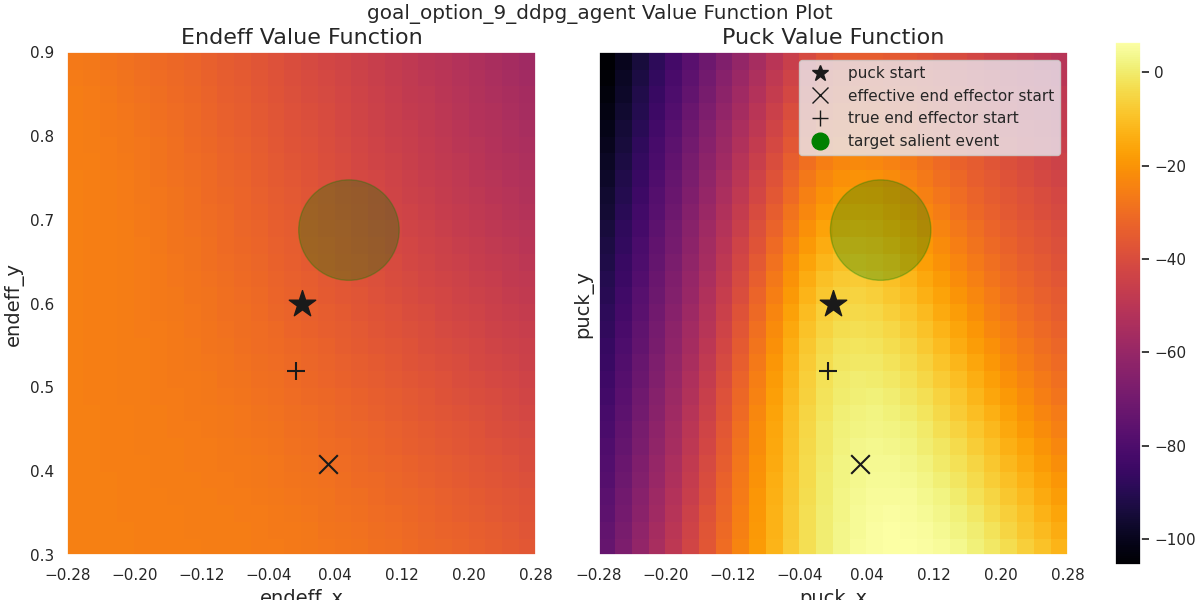 goal_option_9_ddpg_agent Value Function Plot
Endeff Value Function
Puck Value Function
0.9
0.8
0.7
0.6
0.5
0.4
0.3
endeff_y
−0.28 −0.20 −0.12 −0.04 0.04 0.12 0.20 0.28
endeff_x
puck_y
puck start
effective end effector start
true end effector start
target salient event
−0.28 −0.20 −0.12 −0.04 0.04 0.12 0.20 0.28
puck_x
0
−20
−40
−60
−80
−100